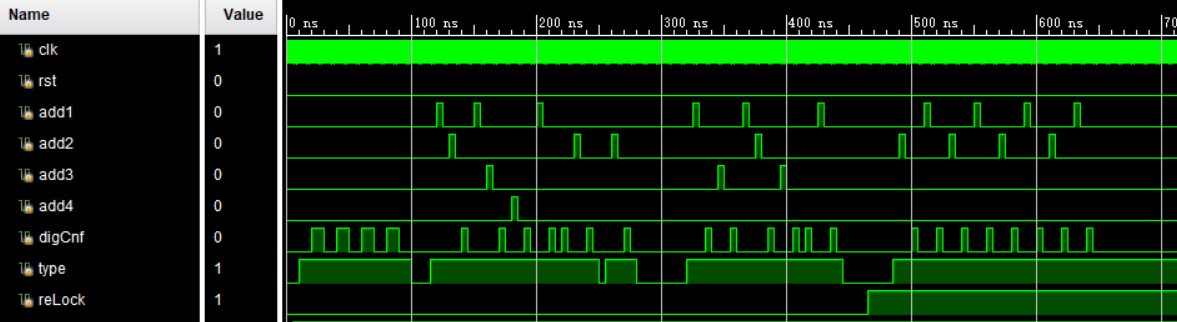 Name Value 0 ns 100 ns 200 ns 300 ns 400 ns 500 ns 600 ns 70
clk 1
rst 0
add1 0
add2 0
add3 0
add4 0
digCnf 0
type 1
reLock 1